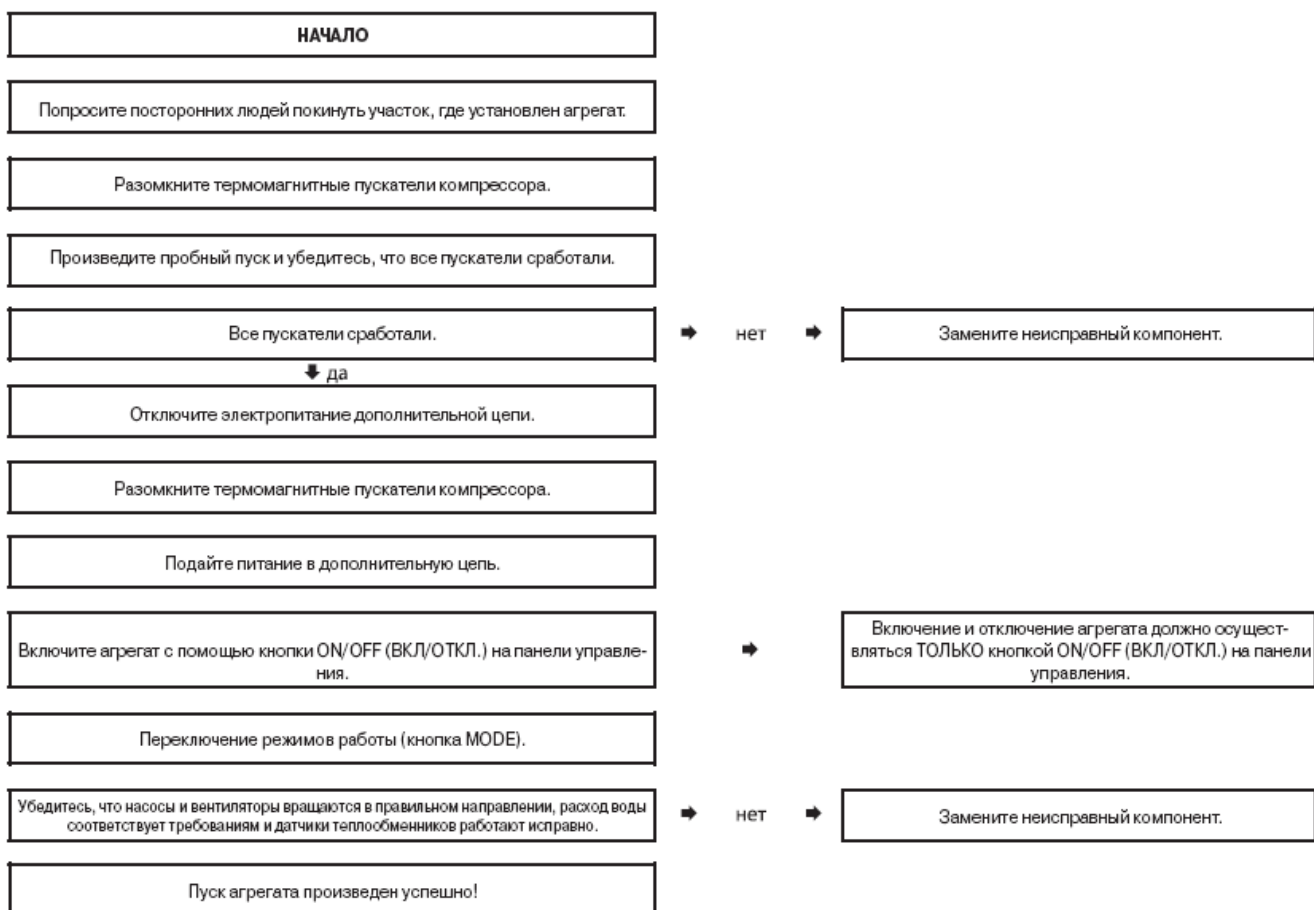 НАЧАЛО
Попросите посторонних людей покинуть участок, где установлен агрегат.
Разомкните термомагнитные пускатели компрессора.
Произведите пробный пуск и убедитесь, что все пускатели сработали.
Все пускатели сработали.
нет
Замените неисправный компонент.
да
Отключите электропитание дополнительной цепи.
Разомкните термомагнитные пускатели компрессора.
Подайте питание в дополнительную цепь.
Включите агрегат с помощью кнопки ON/OFF (ВКЛ/ОТКЛ.) на панели управле-
ния.
Включение и отключение агрегата должно осущест-
вляться ТОЛЬКО кнопкой ON/OFF (ВКЛ/ОТКЛ.) на панели
управления.
Переключение режимов работы (кнопка MODE).
Убедитесь, что насосы и вентиляторы вращаются в правильном направлении, расход воды
соответствует требованиям и датчики теплообменников работают исправно.
нет
Замените неисправный компонент.
Пуск агрегата произведен успешно!